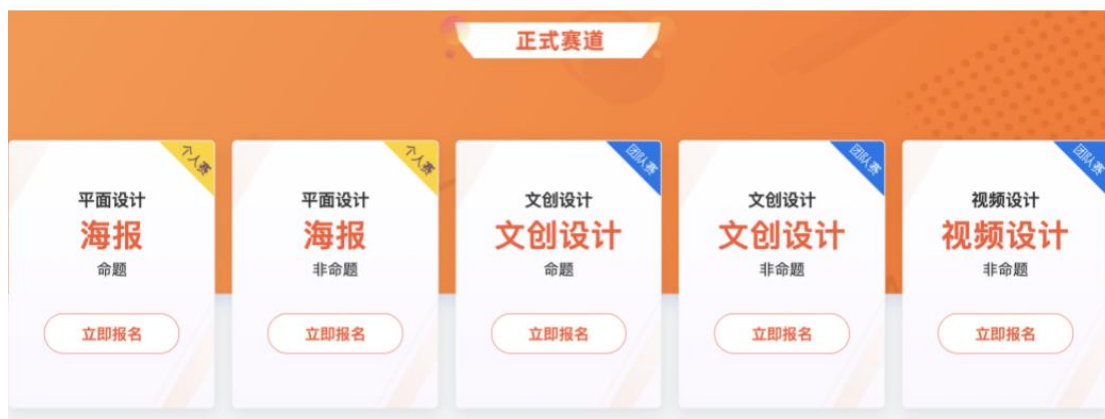 正式赛道
个人赛
平面设计
海报
命题
立即报名
个人赛
平面设计
海报
非命题
立即报名
团队赛
文创设计
文创设计
命题
立即报名
团队赛
文创设计
文创设计
非命题
立即报名
团队赛
视频设计
视频设计
非命题
立即报名